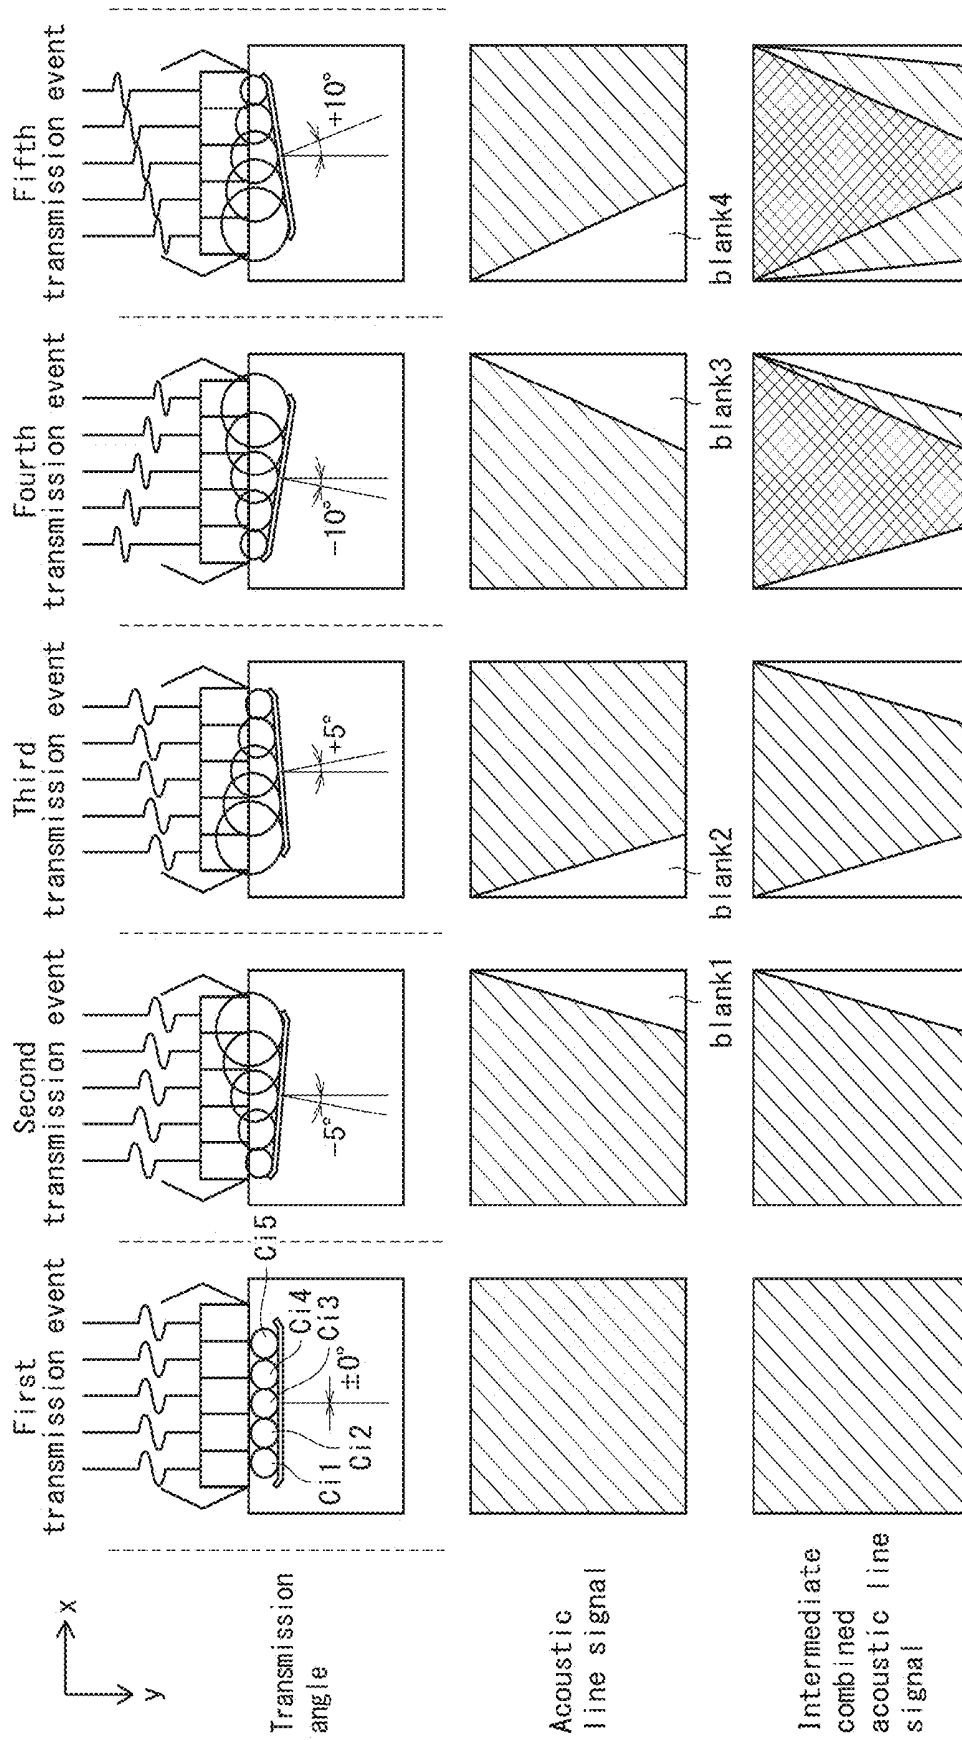 First
transmission event
Second
transmission event
Third
transmission event
Fourth
transmission event
Fifth
transmission event
x
y
Transmission
angle
Ci1
Ci2
Ci3
Ci4
Ci5
±0°
-5°
+5°
-10°
+10°
Acoustic
line signal
blank1
blank2
blank3
blank4
Intermediate
combined
acoustic line
signal